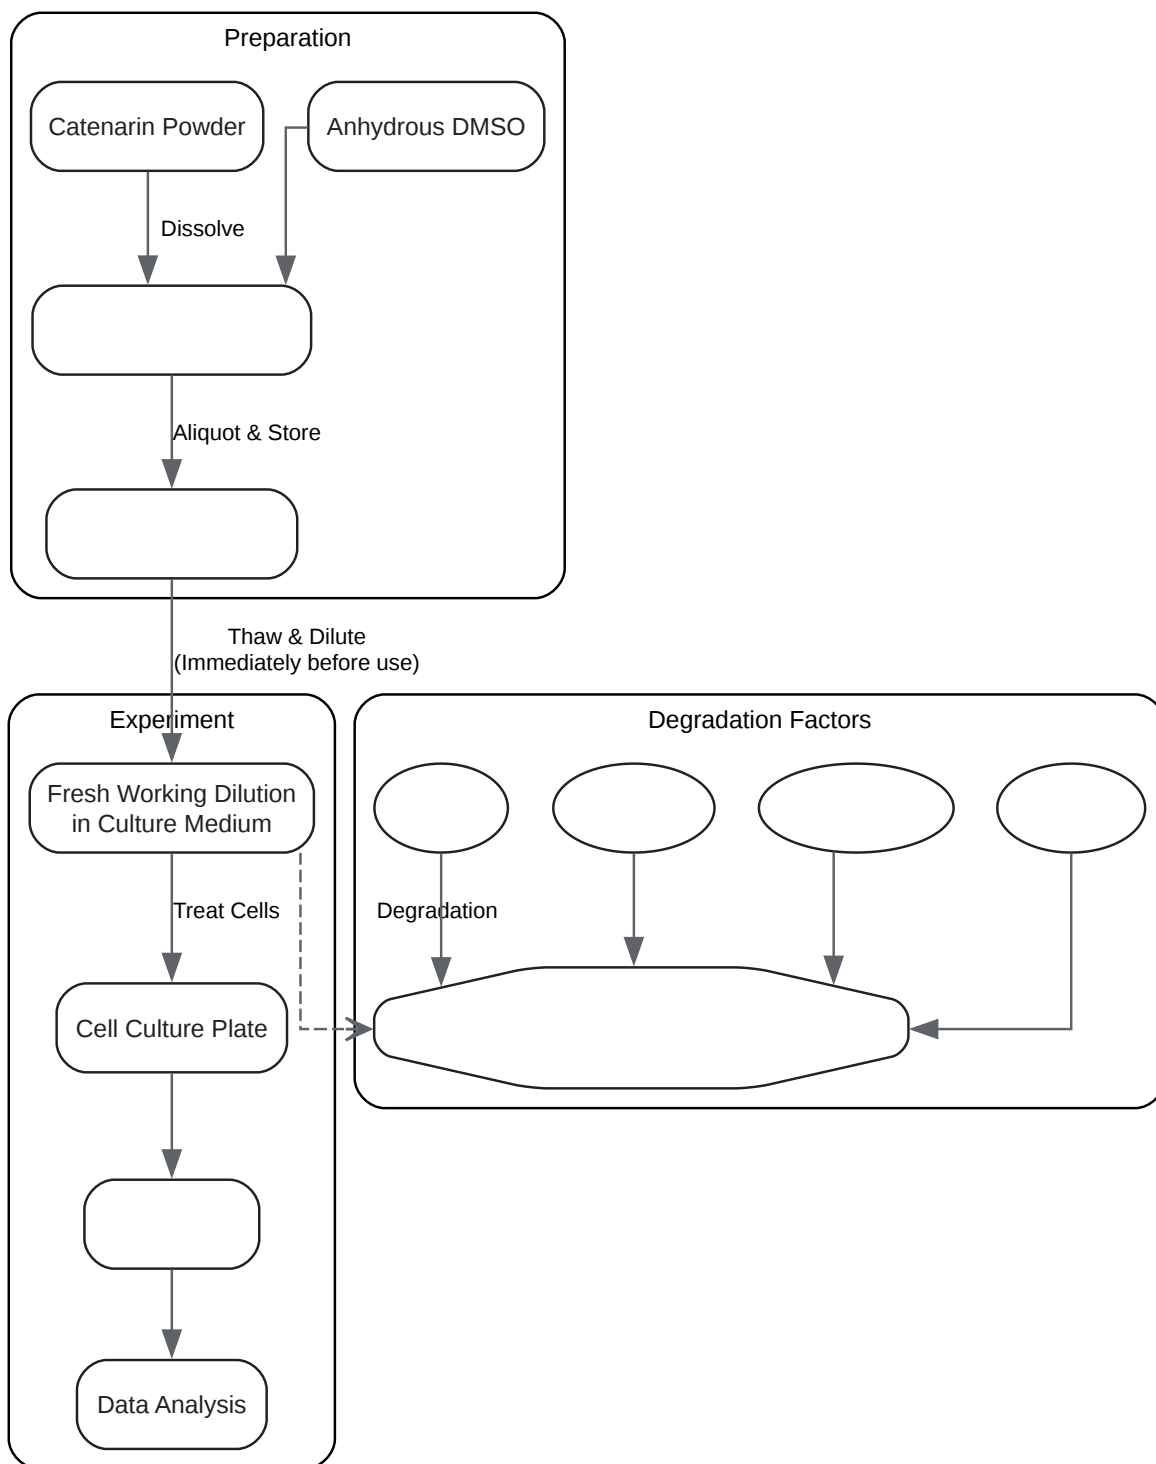 Preparation
Catenarin Powder
Anhydrous DMSO
Dissolve
Aliquot & Store
Thaw & Dilute
(Immediately before use)
Experiment
Degradation Factors
Fresh Working Dilution
in Culture Medium
Treat Cells
Degradation
Cell Culture Plate
Data Analysis